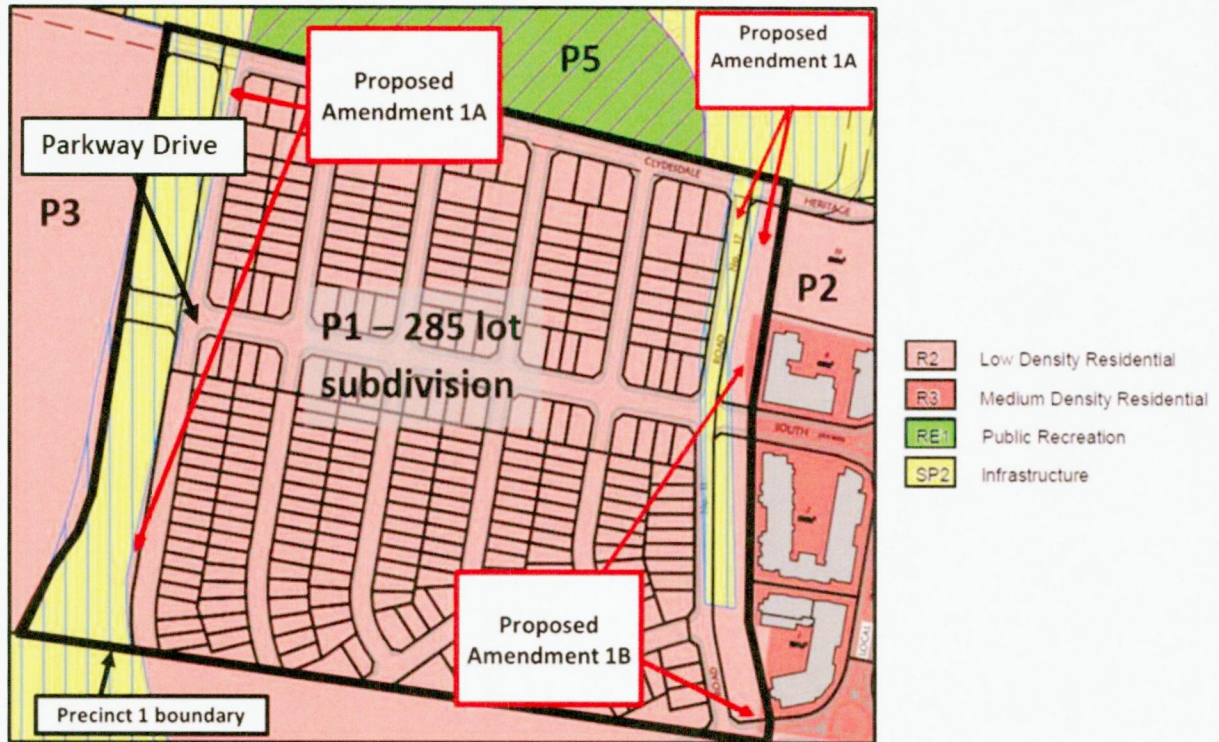 Proposed
Amendment 1A
P5
Proposed
Amendment 1A
Parkway Drive
P3
CLYDESDALE
HERITAGE
P2
P1 – 285 lot
subdivision
ROAD
SOUTH
Proposed
Amendment 1B
ROAD
LOCAL
Precinct 1 boundary
R2 Low Density Residential
R3 Medium Density Residential
RE1 Public Recreation
SP2 Infrastructure